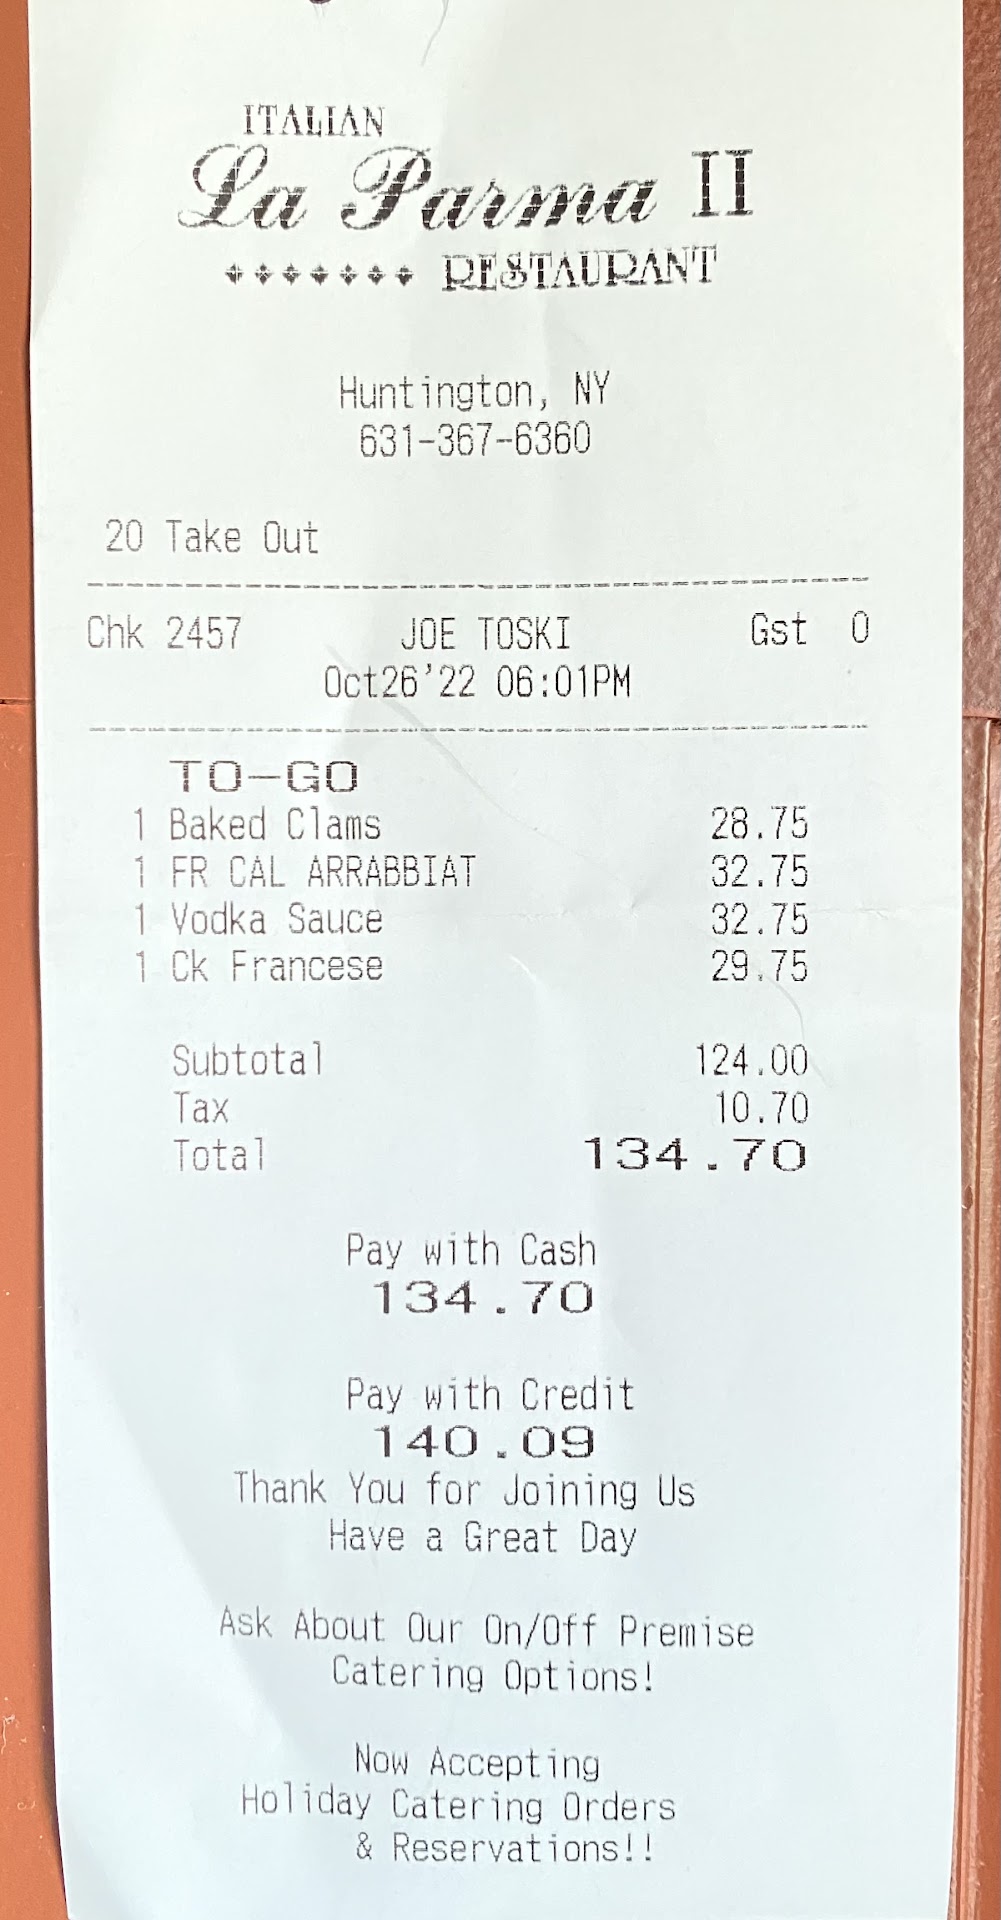 ITALIAN
La Parma II
RESTAURANT
Huntington, NY
631-367-6360
20 Take Out
Chk 2457 JOE TOSKI Gst 0
Oct26'22 06:01PM
TO-GO
1 Baked Clams 28.75
1 FR CAL ARRABBIAT 32.75
1 Vodka Sauce 32.75
1 Ck Francese 29.75
Subtotal 124.00
Tax 10.70
Total 134.70
Pay with Cash
134.70
Pay with Credit
140.09
Thank You for Joining Us
Have a Great Day
Ask About Our On/Off Premise
Catering Options!
Now Accepting
Holiday Catering Orders
& Reservations!!